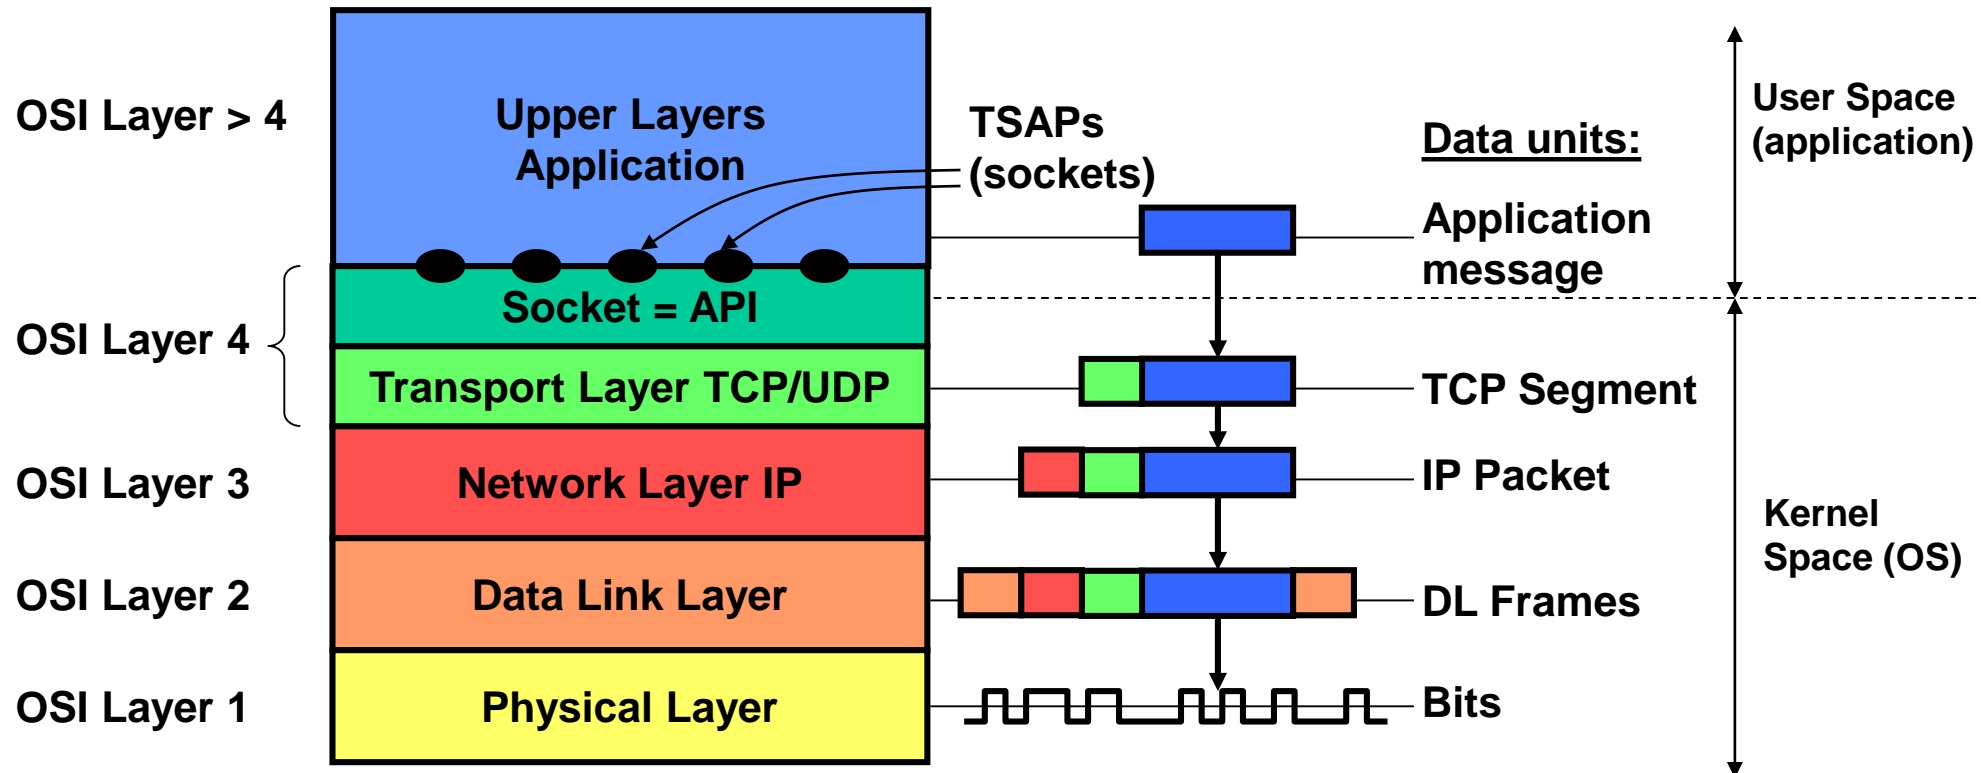 OSI Layer > 4
Upper Layers
Application
TSAPs
(sockets)
Data units:
User Space
(application)
Application
message
OSI Layer 4
Socket = API
Transport Layer TCP/UDP
TCP Segment
OSI Layer 3
Network Layer IP
IP Packet
Kernel
Space (OS)
OSI Layer 2
Data Link Layer
DL Frames
OSI Layer 1
Physical Layer
Bits